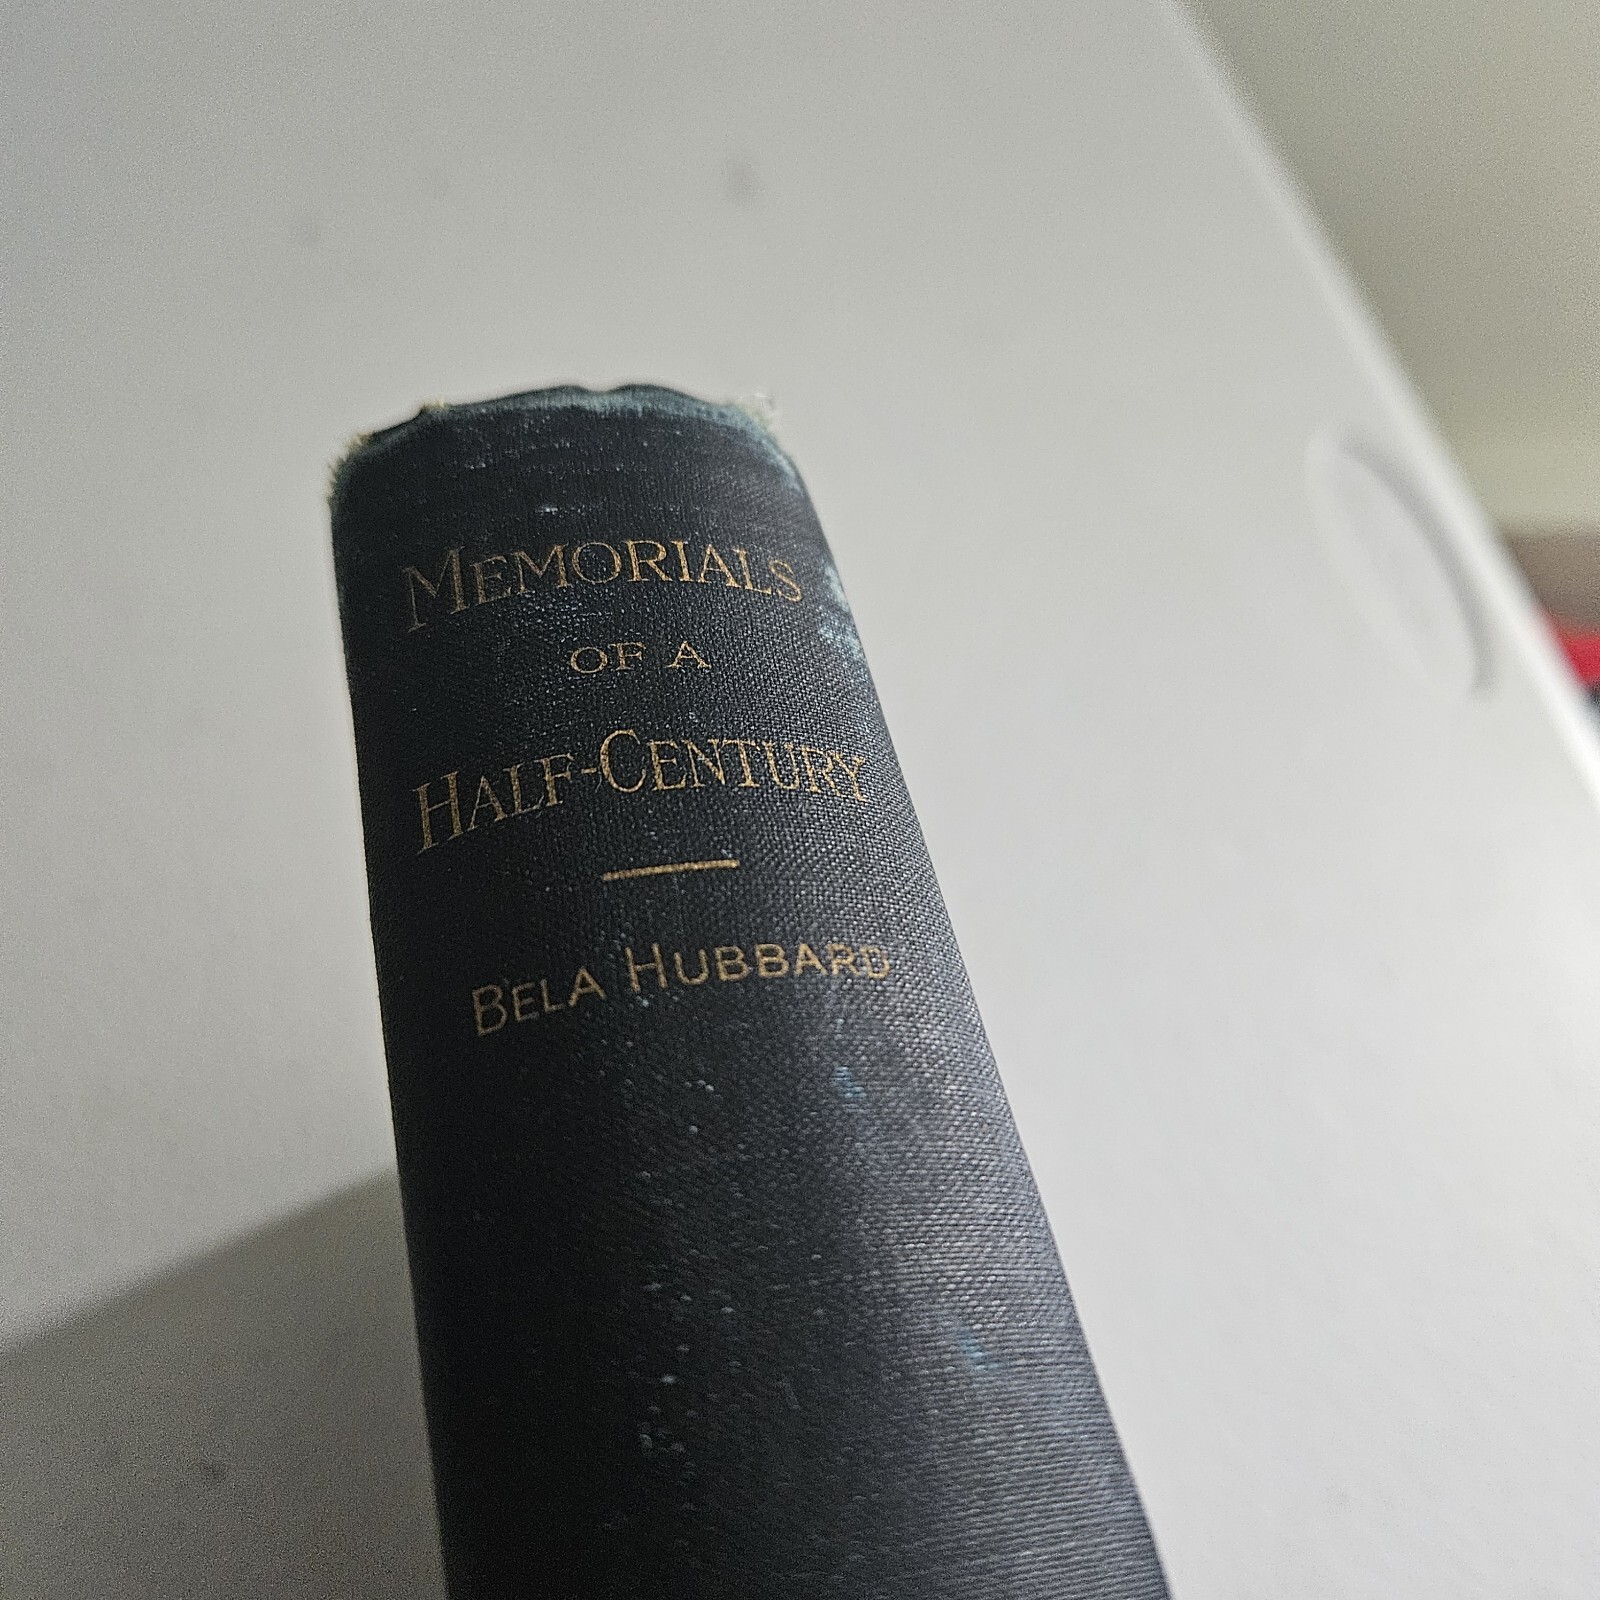 MEMORIALS
OF A
HALF-CENTURY
BELA HUBBARD